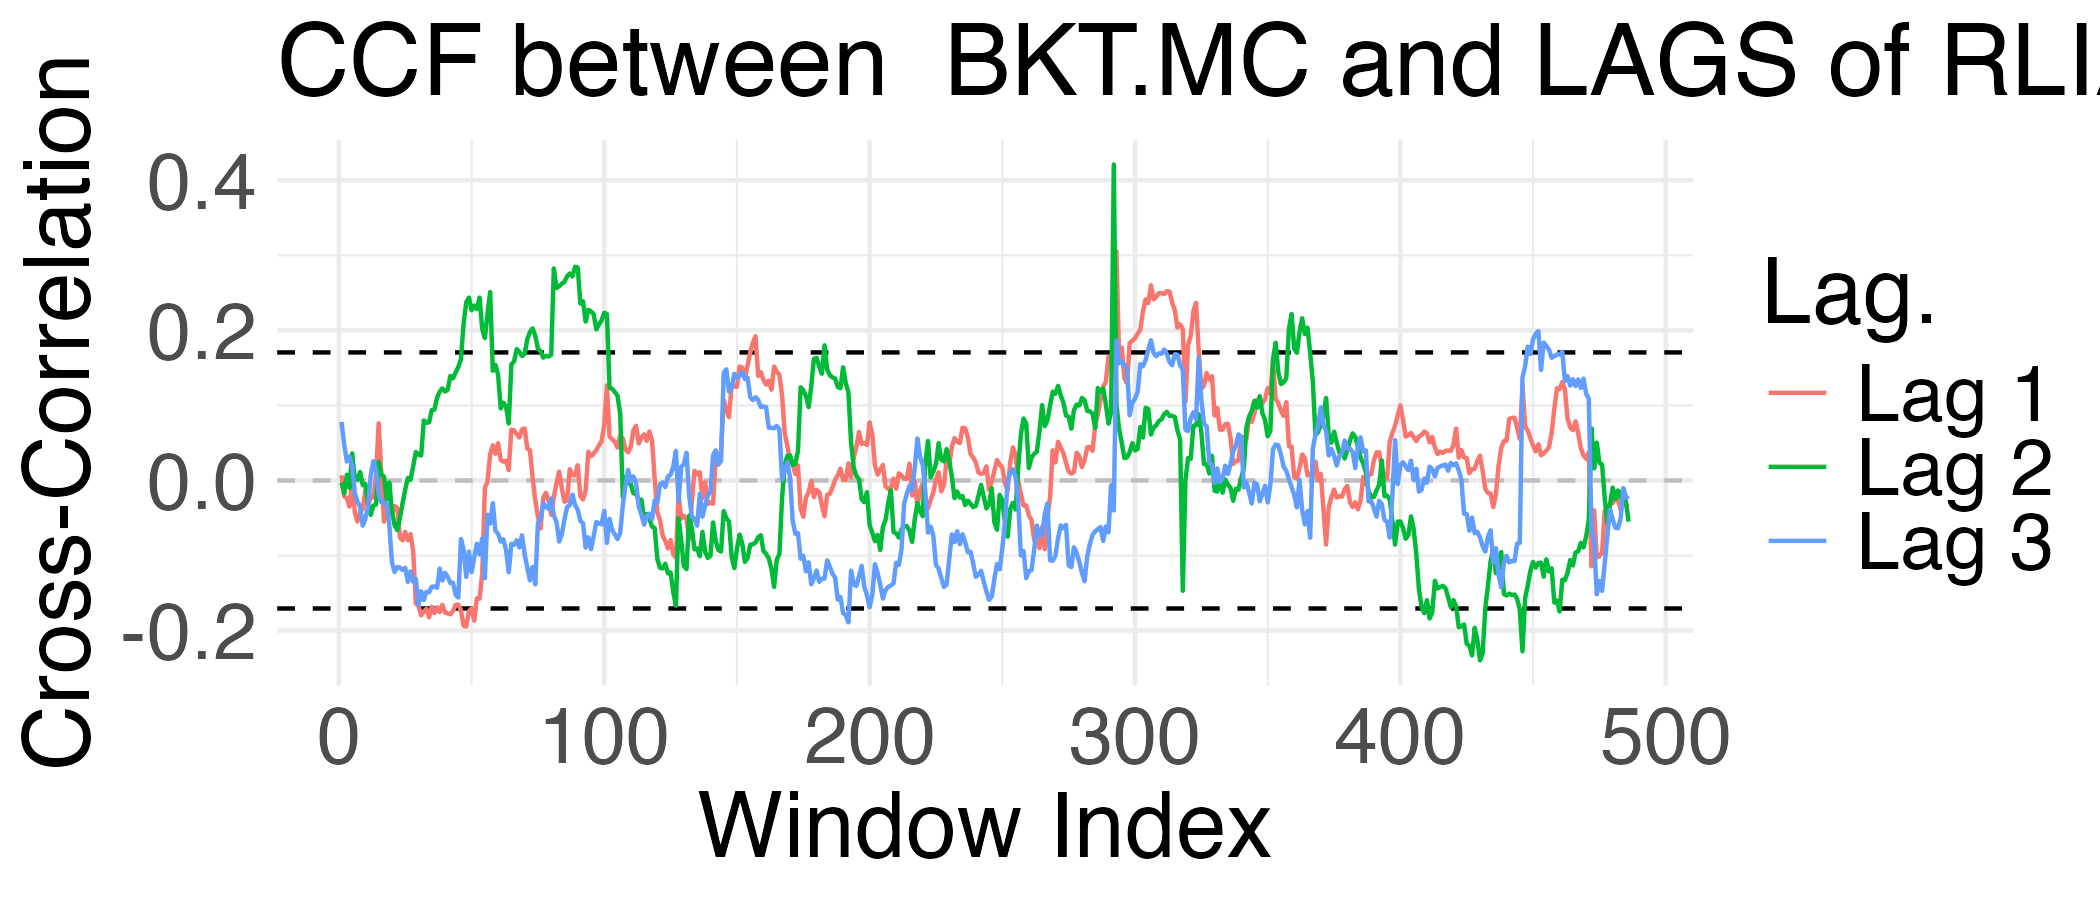 CCF between  BKT.MC and LAGS of RLI
Cross-Correlation
0.4
0.2
0.0
-0.2
0 100 200 300 400 500
Window Index
Lag.
Lag 1
Lag 2
Lag 3